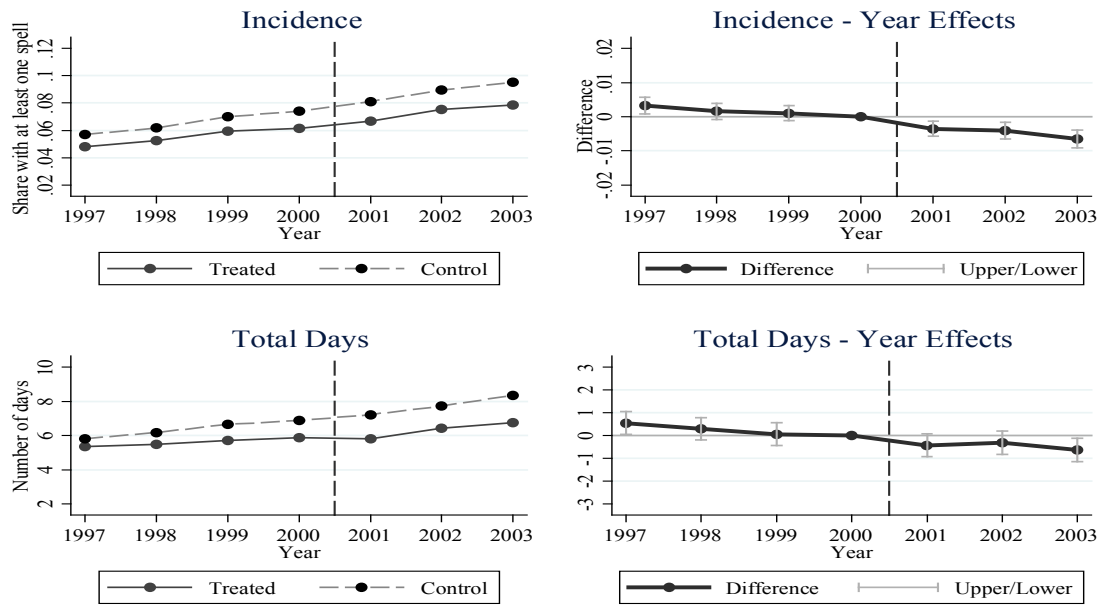 Incidence
Share with at least one spell
.02 .04 .06 .08 .1 .12
1997 1998 1999 2000 2001 2002 2003
Year
Treated Control
Incidence - Year Effects
Difference
-.02 -.01 0 .01 .02
1997 1998 1999 2000 2001 2002 2003
Year
Difference Upper/Lower
Total Days
Number of days
2 4 6 8 10
1997 1998 1999 2000 2001 2002 2003
Year
Treated Control
Total Days - Year Effects
-3 -2 -1 0 1 2 3
1997 1998 1999 2000 2001 2002 2003
Year
Difference Upper/Lower